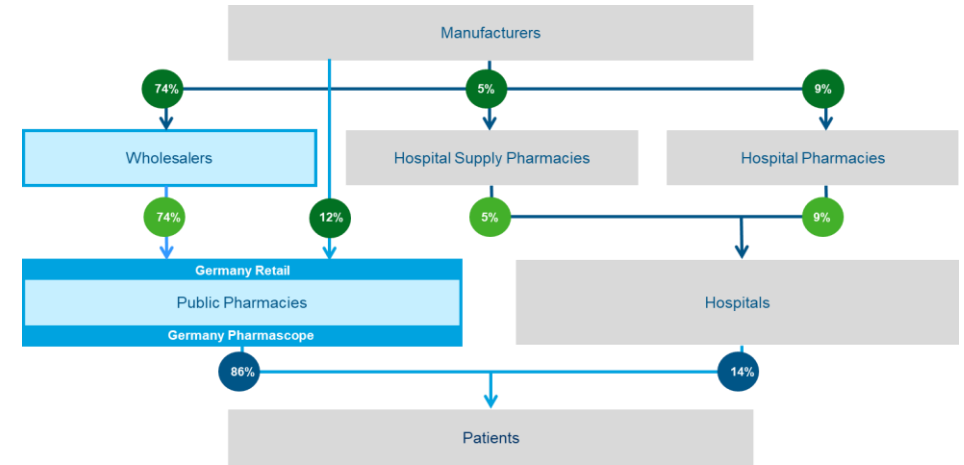 Manufacturers
74%
5%
9%
Wholesalers
Hospital Supply Pharmacies
Hospital Pharmacies
74%
12%
5%
9%
Germany Retail
Public Pharmacies
Germany Pharmascope
Hospitals
86%
14%
Patients